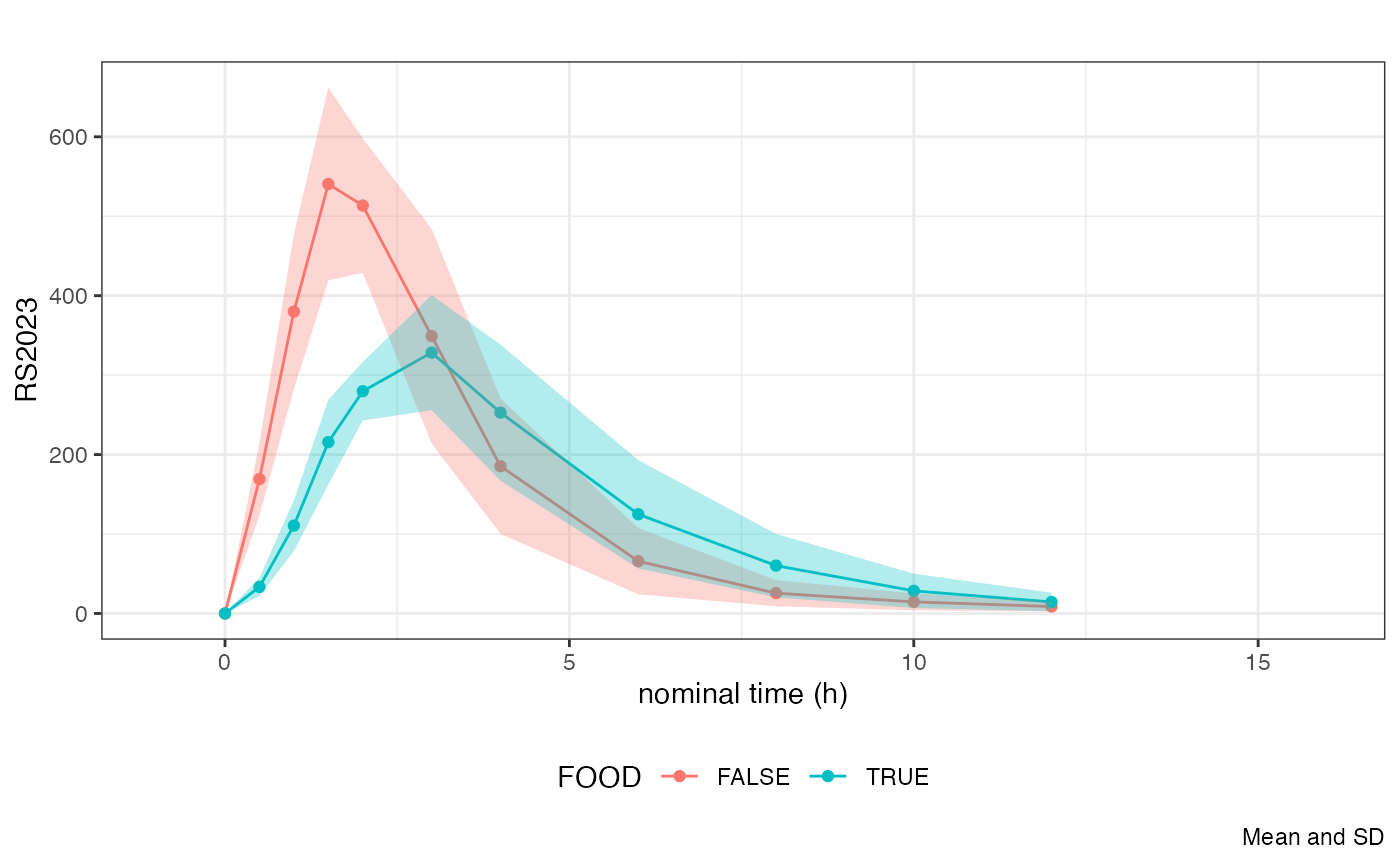 600
400
200
0
RS2023
0 5 10 15
nominal time (h)
FOOD FALSE TRUE
Mean and SD